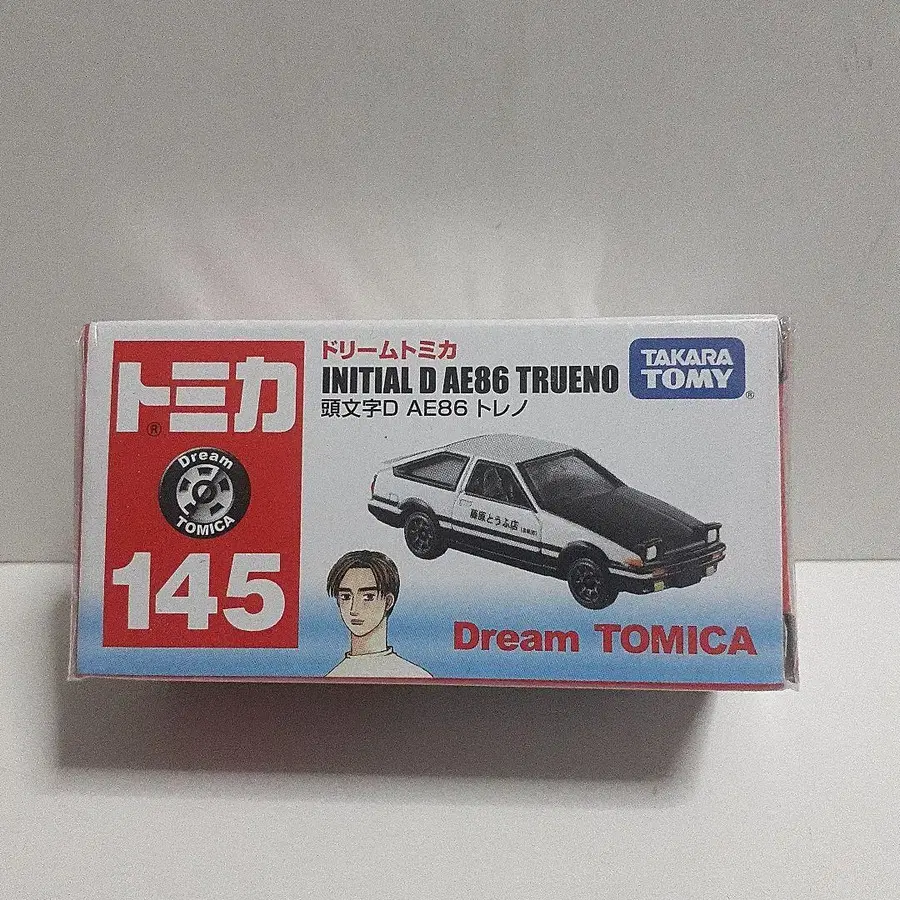 トミカ
®
Dream
TOMICA
145
ドリームトミカ
INITIAL D AE86 TRUENO
頭文字D AE86 トレノ
TAKARA
TOMY
®
藤原とうふ店
Dream TOMICA